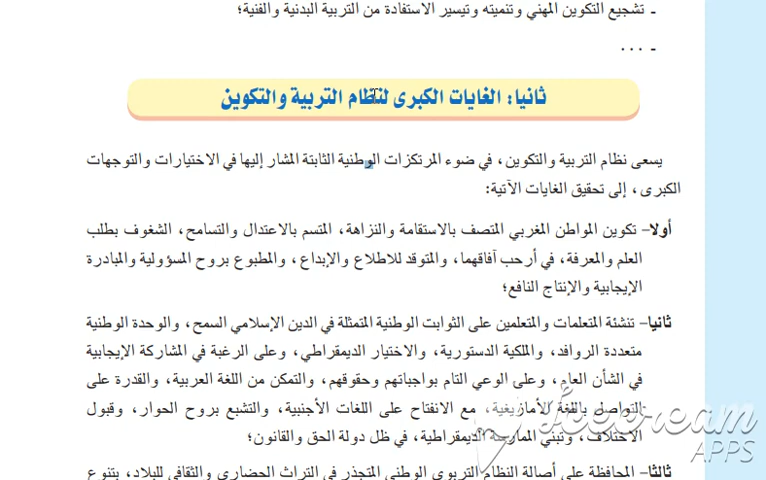 - تشجيع التكوين المهني وتنميته وتيسير الاستفادة من التربية البدنية والفنية؛
- ...
ثانيا: الغايات الكبرى لنظام التربية والتكوين
يسعى نظام التربية والتكوين، في ضوء المرتكزات الوطنية الثابتة المشار إليها في الاختيارات والتوجهات
الكبرى، إلى تحقيق الغايات الآتية:
أولا- تكوين المواطن المغربي المتصف بالاستقامة والنزاهة، المتسم بالاعتدال والتسامح، الشغوف بطلب
العلم والمعرفة، في أرحب آفاقهما، والمتوقد للاطلاع والإبداع، والمطبوع بروح المسؤولية والمبادرة
الإيجابية والإنتاج النافع؛
ثانيا- تنشئة المتعلمات والمتعلمين على الثوابت الوطنية المتمثلة في الدين الإسلامي السمح، والوحدة الوطنية
متعددة الروافد، والملكية الدستورية، والاختيار الديمقراطي، وعلى الرغبة في المشاركة الإيجابية
في الشأن العام، وعلى الوعي التام بواجباتهم وحقوقهم، والتمكن من اللغة العربية، والقدرة على
التواصل باللغة الأمازيغية، مع الانفتاح على اللغات الأجنبية، والتشبع بروح الحوار، وقبول
الاختلاف، وتبني الممارسة الديمقراطية، في ظل دولة الحق والقانون؛
ثالثا- المحافظة على أصالة النظام التربوي الوطني المتجذر في التراث الحضاري والثقافي للبلاد، بتنوع
Icecream
APPS